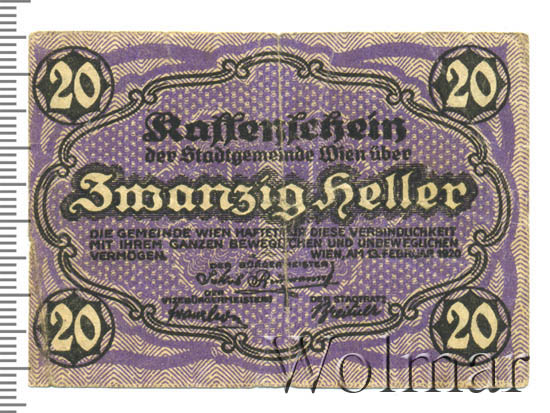 20 20
Kassenschein
der Stadtgemeinde Wien über
Zwanzig Heller
DIE GEMEINDE WIEN HAFTET FÜR DIESE VERBINDLICHKEIT
MIT IHREM GANZEN BEWEGLICHEN UND UNBEWEGLICHEN
VERMÖGEN. WIEN, AM 13. FEBRUAR 1920
DER BÜRGERMEISTER
VIZEBÜRGERMEISTER DER STADTRAT
20 20
Wolmar